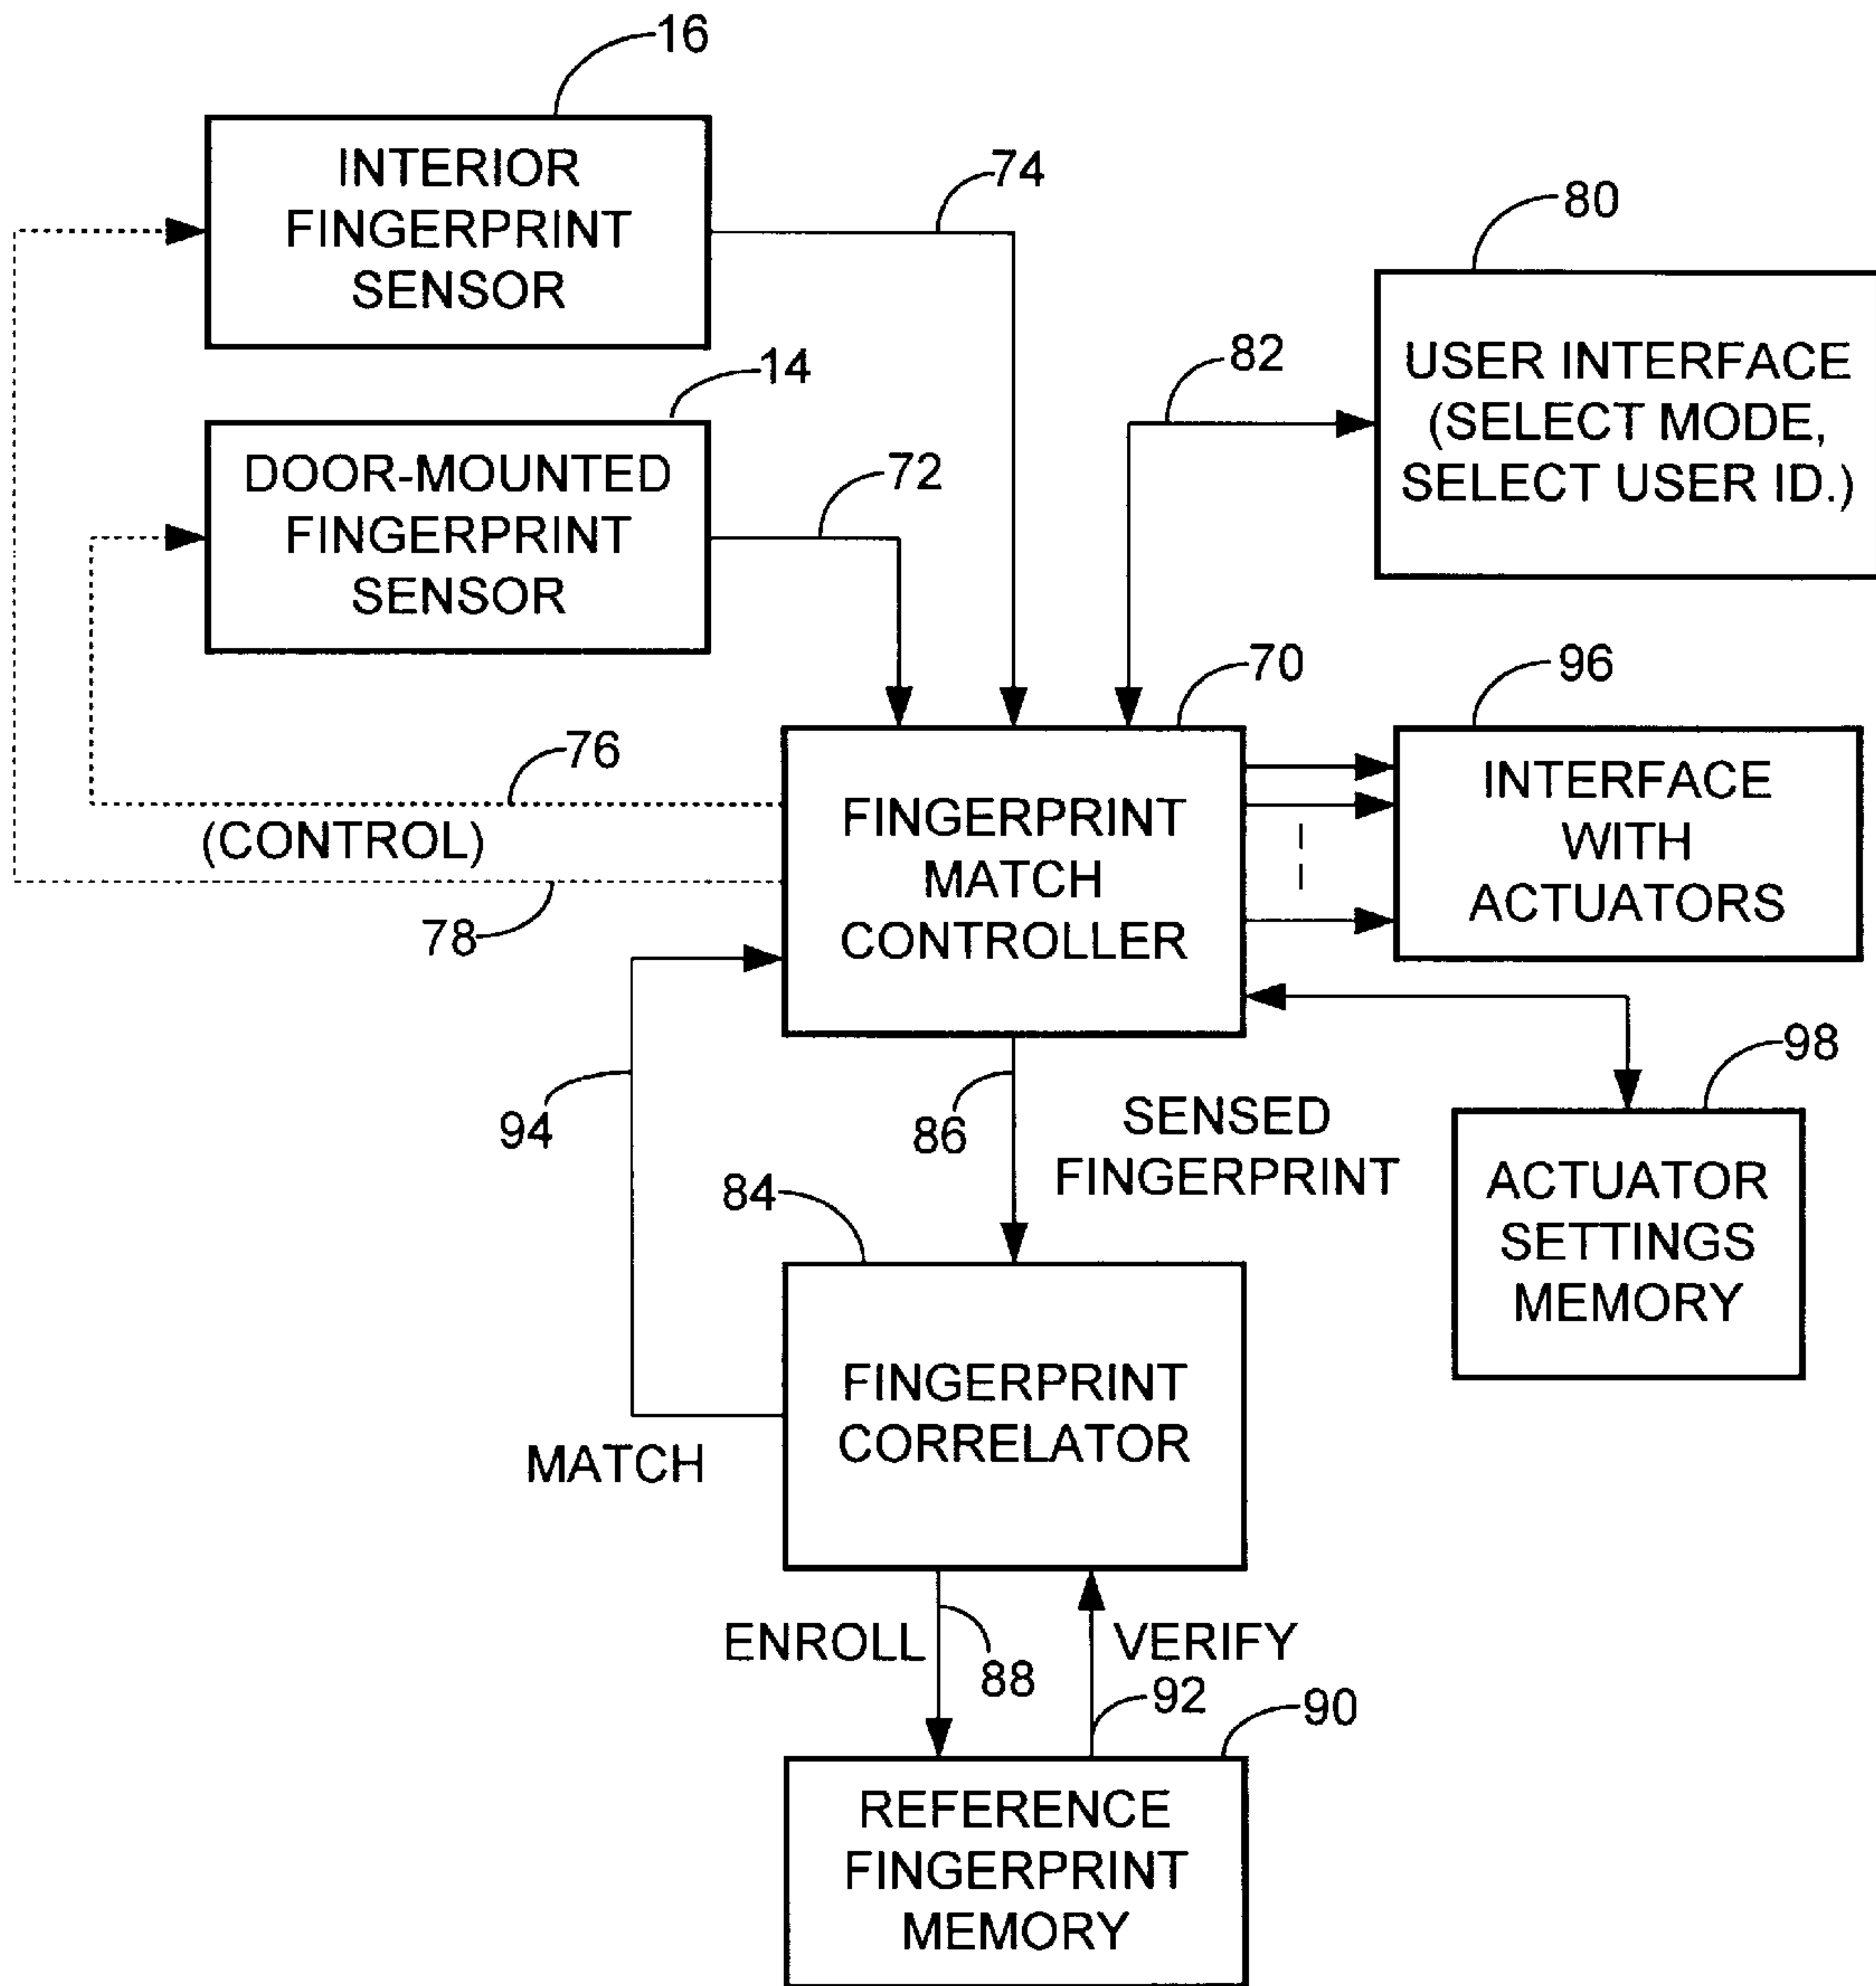 16
INTERIOR
FINGERPRINT
SENSOR
74
80
USER INTERFACE
(SELECT MODE,
SELECT USER ID.)
82
14
DOOR-MOUNTED
FINGERPRINT
SENSOR
72
70
96
76
(CONTROL)
78
FINGERPRINT
MATCH
CONTROLLER
INTERFACE
WITH
ACTUATORS
94
86
SENSED
FINGERPRINT
98
ACTUATOR
SETTINGS
MEMORY
84
FINGERPRINT
CORRELATOR
MATCH
ENROLL
88
VERIFY
92
90
REFERENCE
FINGERPRINT
MEMORY